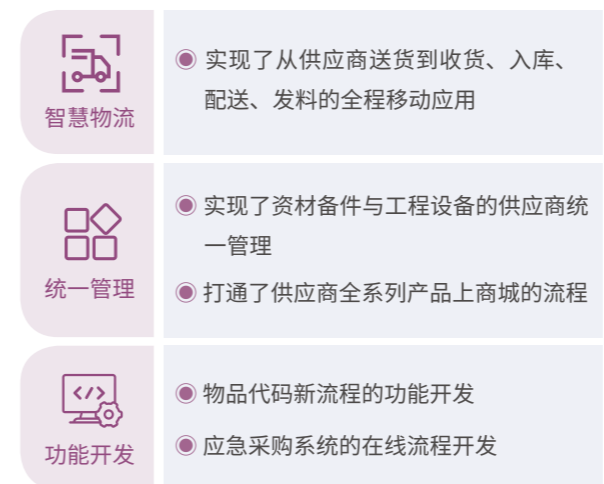 智慧物流
实现了从供应商送货到收货、入库、
配送、发料的全程移动应用
统一管理
实现了资材备件与工程设备的供应商统
一管理
打通了供应商全系列产品上商城的流程
功能开发
物品代码新流程的功能开发
应急采购系统的在线流程开发